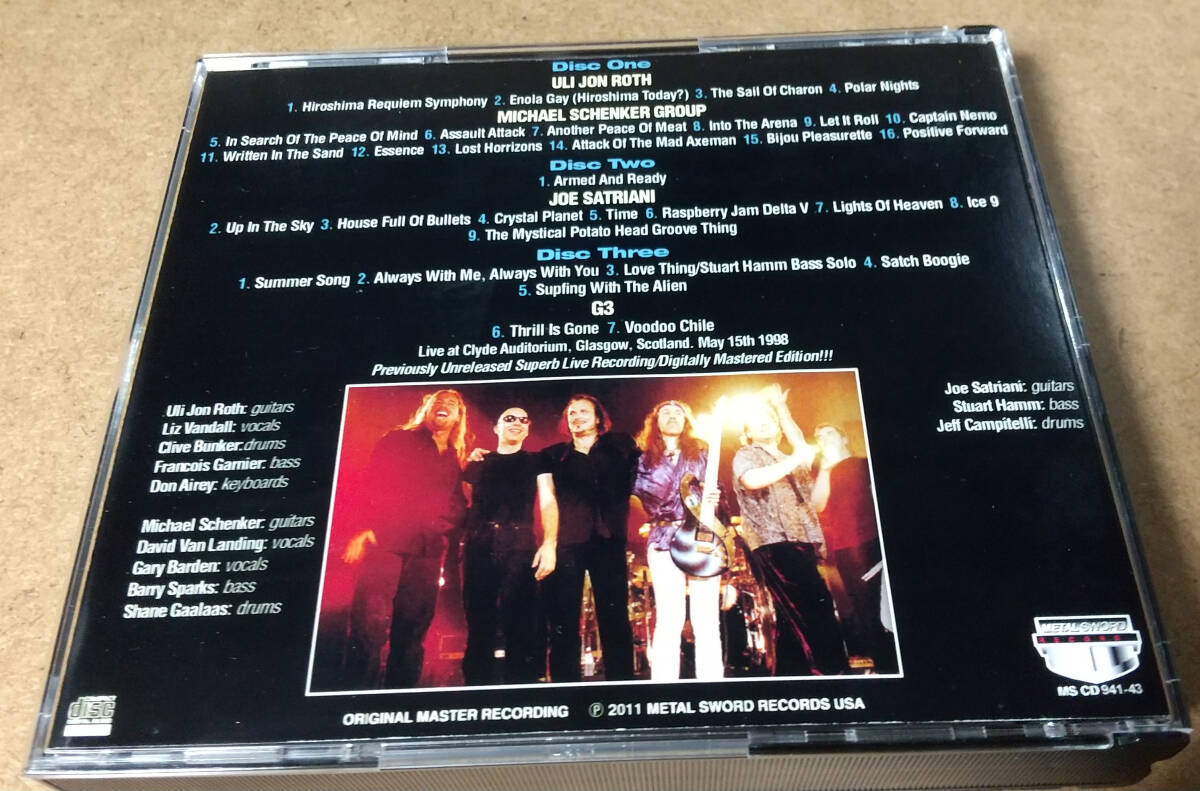 Disc One
ULI JON ROTH
1. Hiroshima Requiem Symphony 2. Enola Gay (Hiroshima Today?) 3. The Sail Of Charon 4. Polar Nights
MICHAEL SCHENKER GROUP
5. In Search Of The Peace Of Mind 6. Assault Attack 7. Another Peace Of Meat 8. Into The Arena 9. Let It Roll 10. Captain Nemo
11. Written In The Sand 12. Essence 13. Lost Horrizons 14. Attack Of The Mad Axeman 15. Bijou Pleasurette 16. Positive Forward
Disc Two
1. Armed And Ready
JOE SATRIANI
2. Up In The Sky 3. House Full Of Bullets 4. Crystal Planet 5. Time 6. Raspberry Jam Delta V 7. Lights Of Heaven 8. Ice 9
9. The Mystical Potato Head Groove Thing
Disc Three
1. Summer Song 2. Always With Me, Always With You 3. Love Thing/Stuart Hamm Bass Solo 4. Satch Boogie
5. Supfing With The Alien
G3
6. Thrill Is Gone 7. Voodoo Chile
Live at Clyde Auditorium, Glasgow, Scotland. May 15th 1998
Previously Unreleased Superb Live Recording/Digitally Mastered Edition!!!
Uli Jon Roth: guitars
Liz Vandall: vocals
Clive Bunker: drums
Francois Garnier: bass
Don Airey: keyboards
Michael Schenker: guitars
David Van Landing: vocals
Gary Barden: vocals
Barry Sparks: bass
Shane Gaalaas: drums
Joe Satriani: guitars
Stuart Hamm: bass
Jeff Campitelli: drums
METAL SWORD
RECORDS
MS CD 941-43
COMPACT
disc
ORIGINAL MASTER RECORDING ℗ 2011 METAL SWORD RECORDS USA